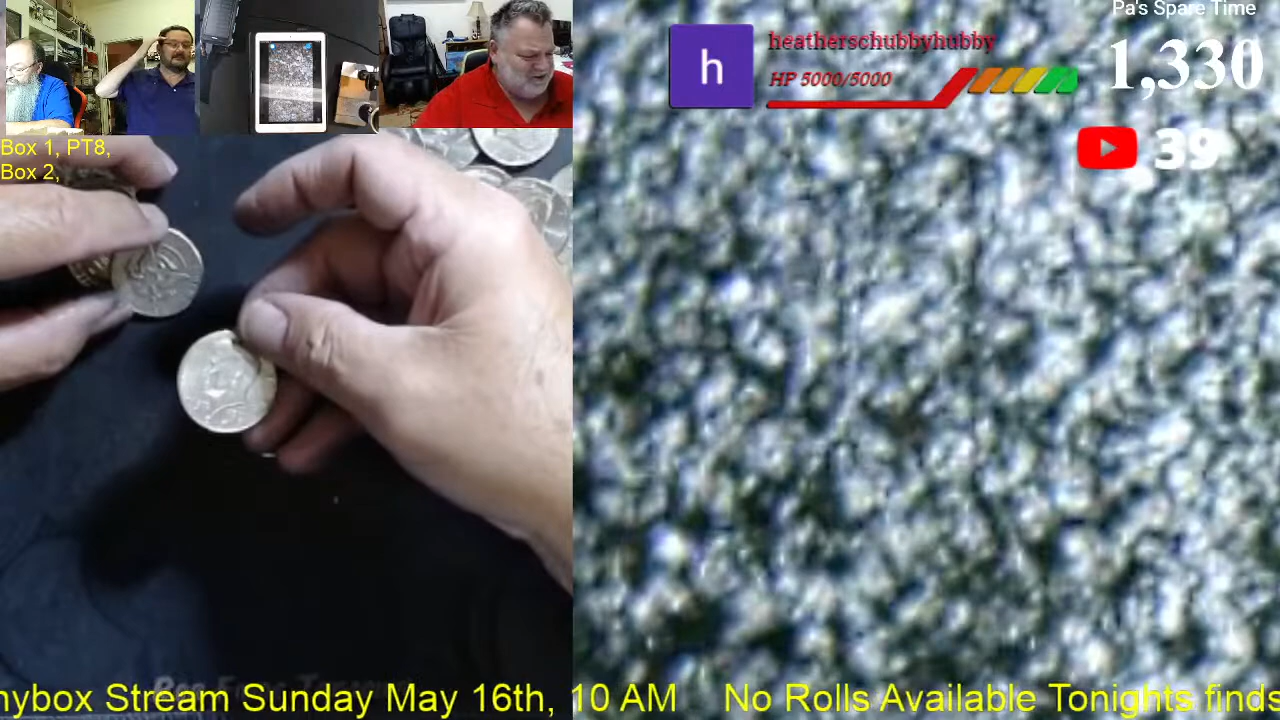 Pa's Spare Time
h
heatherschubbyhubby
1,330
HP 5000/5000
39
Box 1, PT8,
Box 2,
nybox Stream Sunday May 16th, 10 AM No Rolls Available Tonights finds